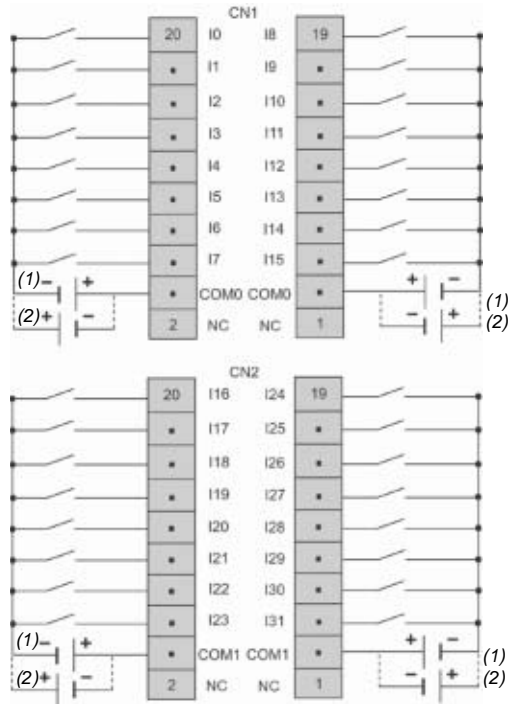 CN1
20 I0 I8 19
I1 I9
I2 I10
I3 I11
I4 I12
I5 I13
I6 I14
I7 I15
(1) - + COM0 COM0 + - (1)
(2) + - 2 NC NC 1 - + (2)
CN2
20 I16 I24 19
I17 I25
I18 I26
I19 I27
I20 I28
I21 I29
I22 I30
I23 I31
(1) - + COM1 COM1 + - (1)
(2) + - 2 NC NC 1 - + (2)